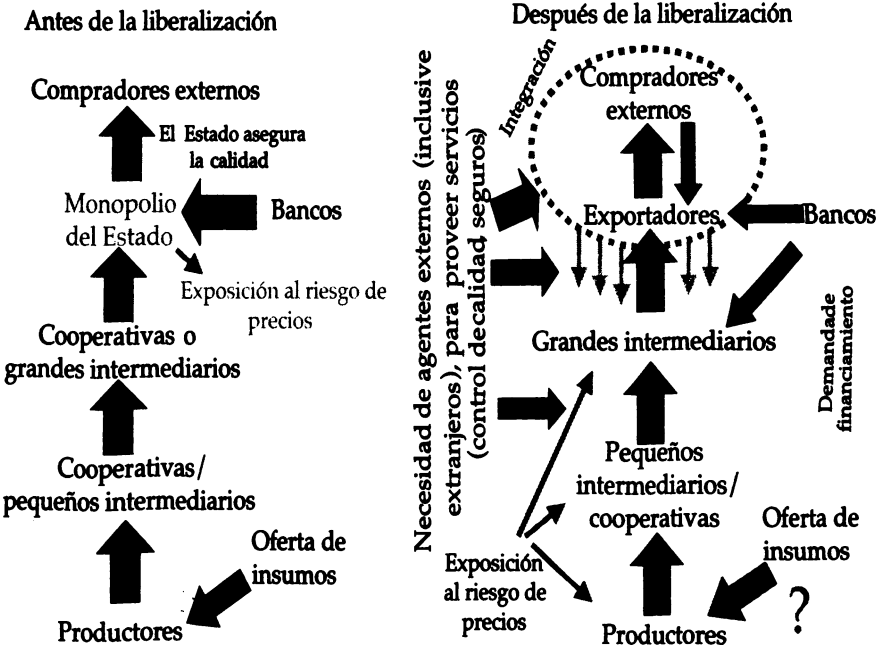 Antes de la liberalización
Compradores externos
El Estado asegura
la calidad
Monopolio
del Estado
Bancos
Exposición al riesgo de
precios
Cooperativas o
grandes intermediarios
Cooperativas/
pequeños intermediarios
Oferta de
insumos
Productores
Después de la liberalización
Necesidad de agentes externos (inclusive
extranjeros), para proveer servicios
(control decalidad, seguros)
Integración
Compradores
externos
Exportadores
Bancos
Grandes intermediarios
Demandade
financiamiento
Pequeños
intermediarios/
cooperativas
Exposición
al riesgo de
precios
Oferta de
insumos
?
Productores